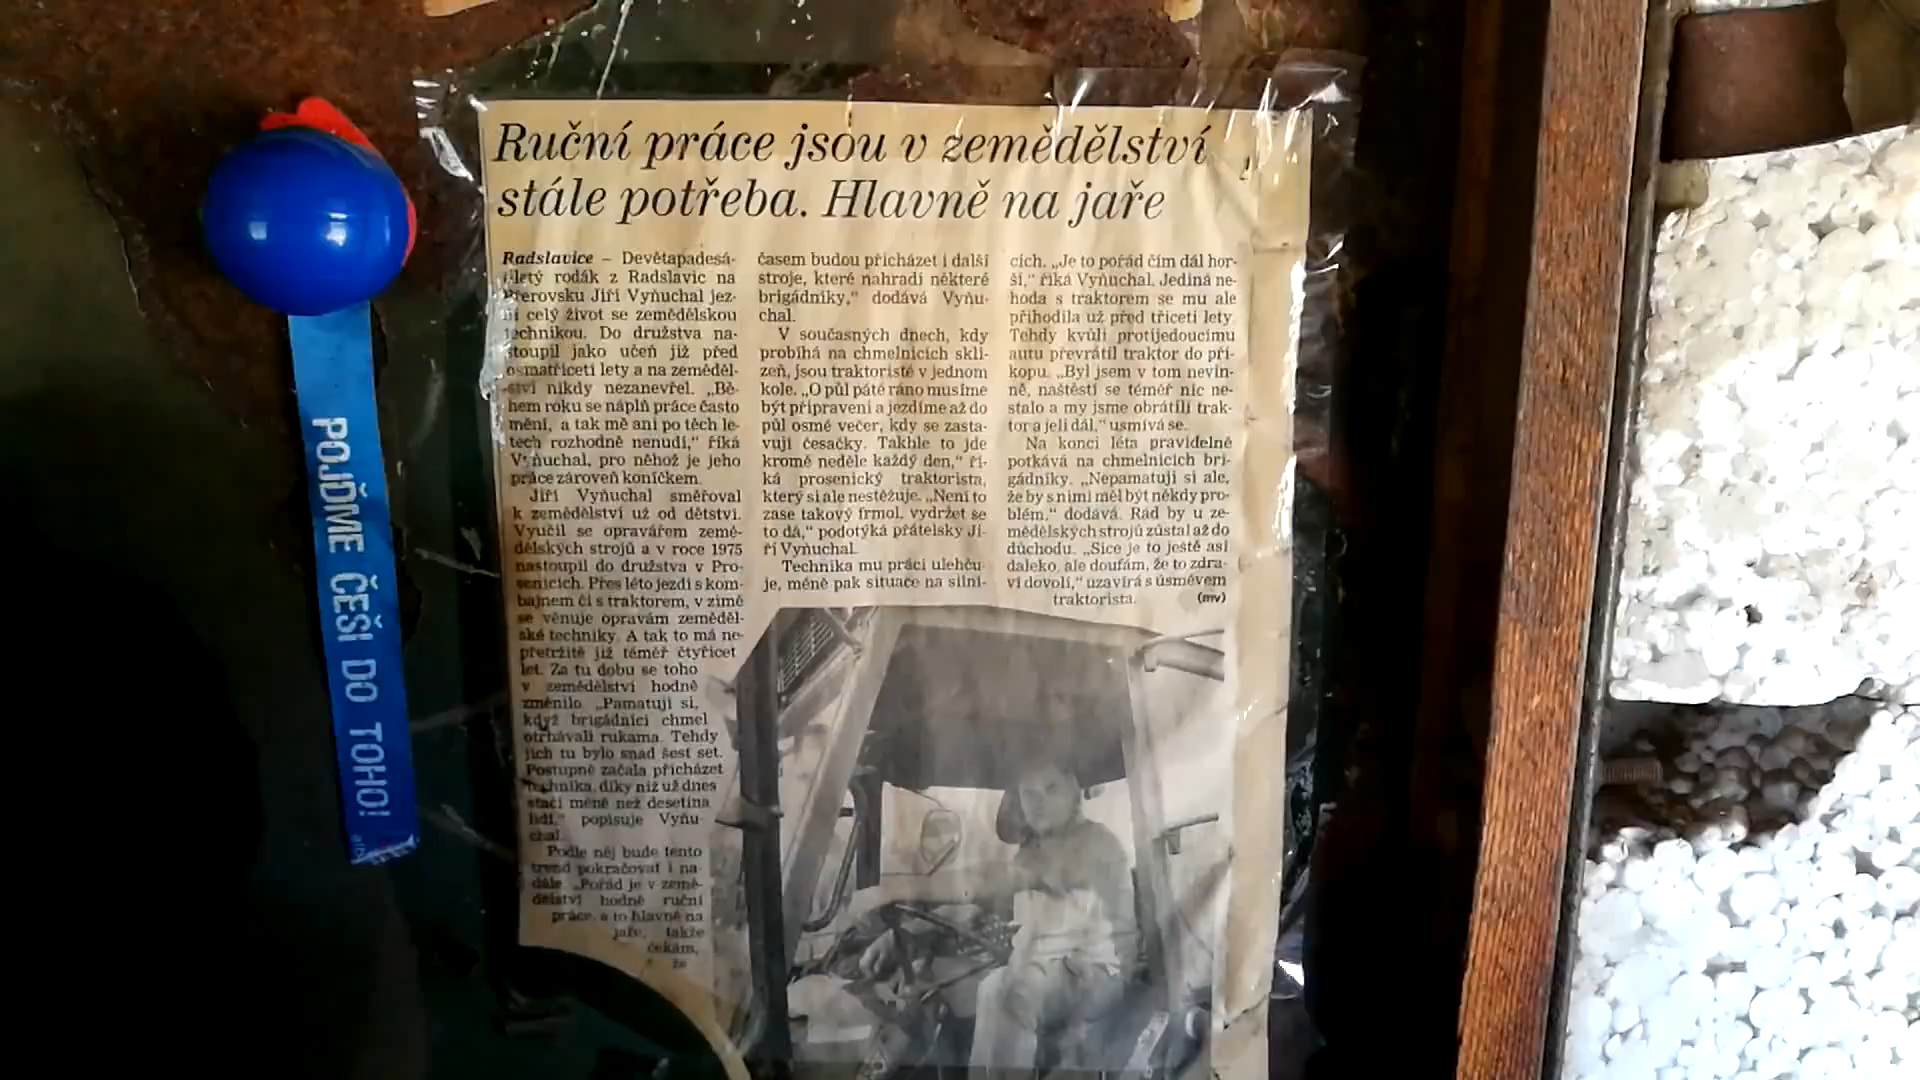 Ruční práce jsou v zemědělství
stále potřeba. Hlavně na jaře
Radslavice – Devětapadesá-
tiletý rodák z Radslavic na
Přerovsku Jiří Vyňuchal jez-
dí celý život se zemědělskou
technikou. Do družstva na-
stoupil jako učeň již před
osmatřiceti lety a na zeměděl-
ství nikdy nezanevřel. „Bě-
hem roku se náplň práce často
mění, a tak mě ani po těch le-
tech rozhodně nenudí,“ říká
Vyňuchal, pro něhož je jeho
práce zároveň koníčkem.
Jiří Vyňuchal směřoval
k zemědělství už od dětství.
Vyučil se opravářem země-
dělských strojů a v roce 1975
nastoupil do družstva v Pro-
senicích. Přes léto jezdí s kom-
bajnem či s traktorem, v zimě
se věnuje opravám zeměděl-
ské techniky. A tak to má ne-
přetržitě již téměř čtyřicet
let. Za tu dobu se toho
v zemědělství hodně
změnilo. „Pamatuji si,
když brigádníci chmel
otrhávali rukama. Tehdy
jich tu bylo snad šest set.
Postupně začala přicházet
technika, díky níž už dnes
stačí méně než desetina
lidí,“ popisuje Vyňu-
chal.
Podle něj bude tento
trend pokračovat i na-
dále. „Pořád je v země-
dělství hodně ruční
práce, a to hlavně na
jaře, takže
čekám,
že
časem budou přicházet i další
stroje, které nahradí některé
brigádníky,“ dodává Vyňu-
chal.
V současných dnech, kdy
probíhá na chmelnicích skli-
zeň, jsou traktoristé v jednom
kole. „O půl páté ráno musíme
být připraveni a jezdíme až do
půl osmé večer, kdy se zasta-
vují česačky. Takhle to jde
kromě neděle každý den,“ ří-
ká prosenický traktorista,
který si ale nestěžuje. „Není to
zase takový frmol, vydržet se
to dá,“ podotýká přátelsky Ji-
ří Vyňuchal.
Technika mu práci ulehču-
je, méně pak situace na silni-
cích. „Je to pořád čím dál hor-
ší,“ říká Vyňuchal. Jediná ne-
hoda s traktorem se mu ale
přihodila už před třiceti lety.
Tehdy kvůli protijedoucímu
autu převrátil traktor do pří-
kopu. „Byl jsem v tom nevin-
ně, naštěstí se téměř nic ne-
stalo a my jsme obrátili trak-
tor a jeli dál,“ usmívá se.
Na konci léta pravidelně
potkává na chmelnicích bri-
gádníky. „Nepamatuji si ale,
že by s nimi měl být někdy pro-
blém,“ dodává. Rád by u ze-
mědělských strojů zůstal až do
důchodu. „Sice je to ještě asi
daleko, ale doufám, že to zdra-
ví dovolí,“ uzavírá s úsměvem
traktorista. (mv)
POJĎME ČEŠI DO TOHO!